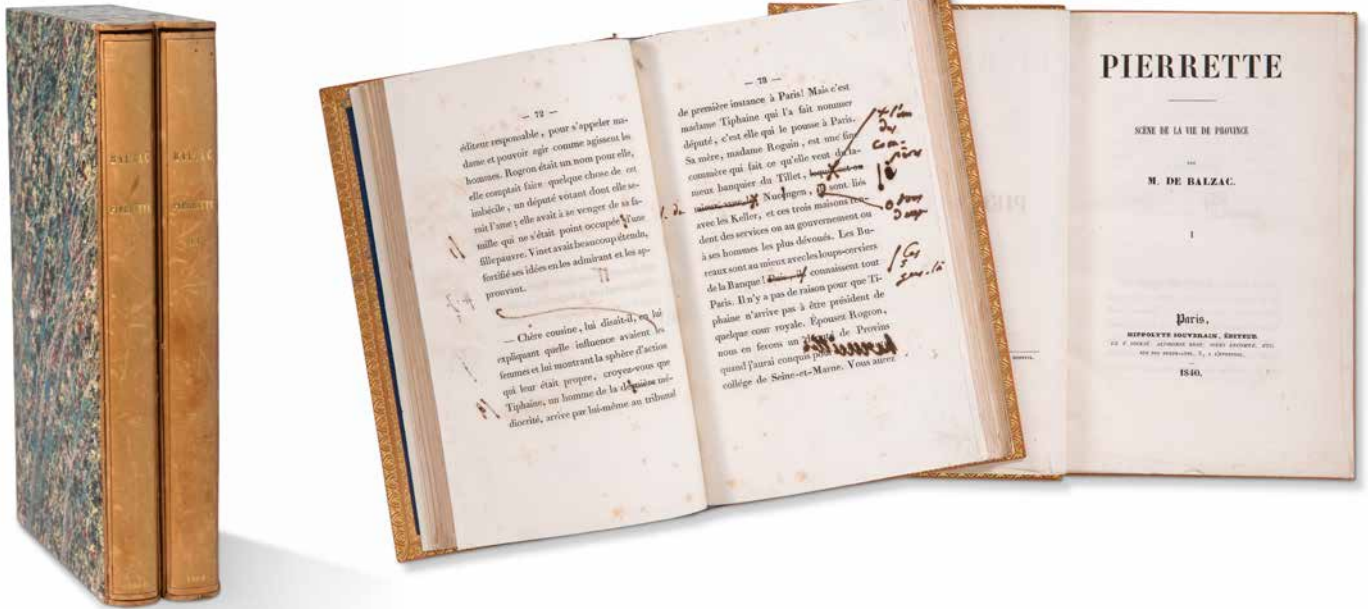 BALZAC
PIERRETTE
BALZAC
PIERRETTE
— 72 —
éditeur responsable, pour s'appeler ma-
dame et pouvoir agir comme agissent les
hommes. Rogron était un nom pour elle,
elle comptait faire quelque chose de cet
imbécile, un député votant dont elle se-
rait l'ame ; elle avait à se venger de sa fa-
mille qui ne s'était point occupée d'une
fille pauvre. Vinet avait beaucoup étendu,
fortifié ses idées en les admirant et les ap-
prouvant.
— Chère cousine, lui disait-il, en lui
expliquant quelle influence avaient les
femmes et lui montrant la sphère d'action
qui leur était propre, croyez-vous que
Tiphaine, un homme de la dernière mé-
diocrité, arrive par lui-même au tribunal
— 73 —
de première instance à Paris! Mais c'est
madame Tiphaine qui l'a fait nommer
député, c'est elle qui le pousse à Paris.
Sa mère, madame Roguin, est une fine
commère qui fait ce qu'elle veut du fa-
meux banquier du Tillet,
Nucingen, sont liés
avec les Keller, et ces trois maisons ren-
dent des services ou au gouvernement ou
à ses hommes les plus dévoués. Les Bu-
reaux sont au mieux avec les loups-cerviers
de la Banque! connaissent tout
Paris. Il n'y a pas de raison pour que Ti-
phaine n'arrive pas à être président de
quelque cour royale. Épousez Rogron,
nous en ferons un de Provins
quand j'aurai conquis
collége de Seine-et-Marne. Vous aurez
l'un
des
com-
pères
de
Ces
gens-là
PIERRETTE
SCÈNE DE LA VIE DE PROVINCE
PAR
M. DE BALZAC.
I
Paris,
HIPPOLYTE SOUVERAIN, ÉDITEUR
1840.